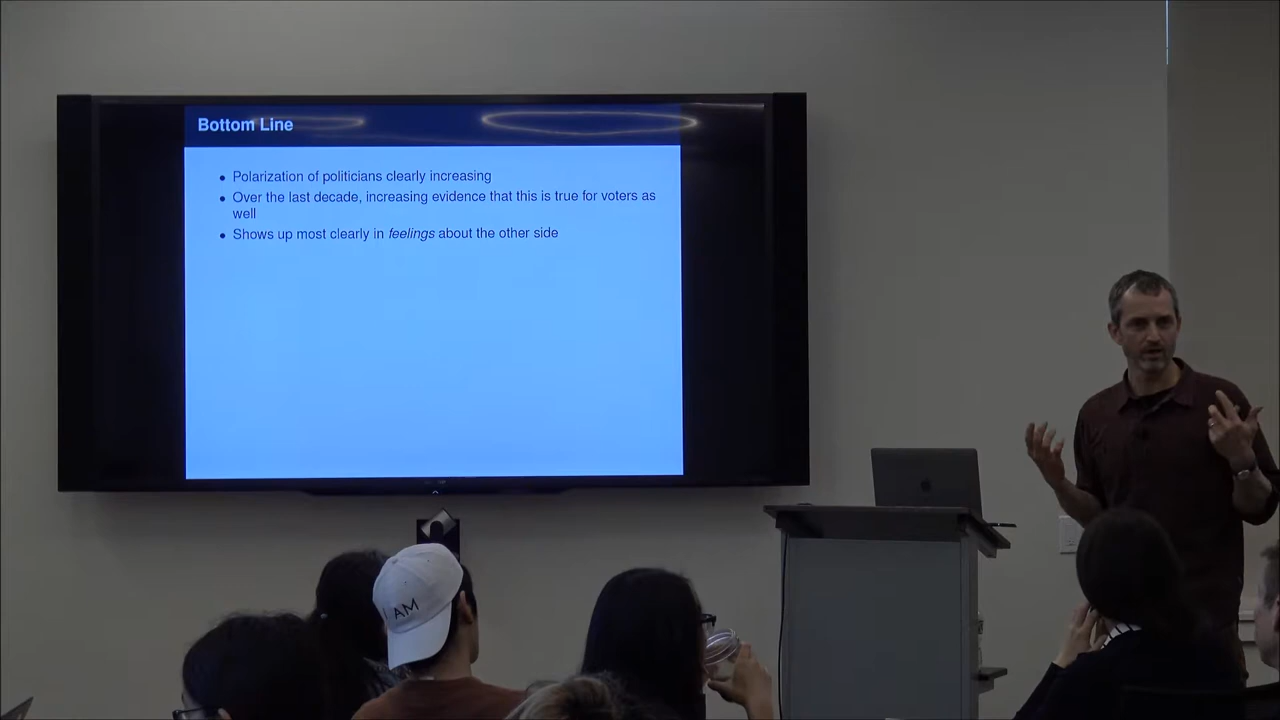 Bottom Line
• Polarization of politicians clearly increasing
• Over the last decade, increasing evidence that this is true for voters as
well
• Shows up most clearly in feelings about the other side
I AM